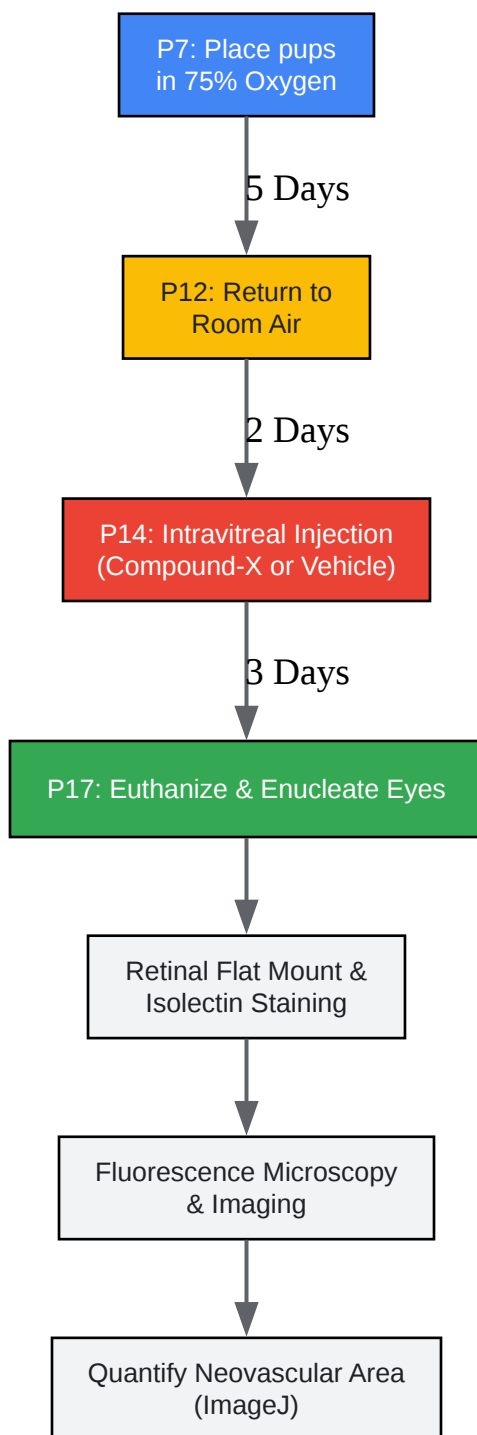 P7: Place pups
in 75% Oxygen
5 Days
P12: Return to
Room Air
2 Days
P14: Intravitreal Injection
(Compound-X or Vehicle)
3 Days
P17: Euthanize & Enucleate Eyes
Retinal Flat Mount &
Isolectin Staining
Fluorescence Microscopy
& Imaging
Quantify Neovascular Area
(ImageJ)